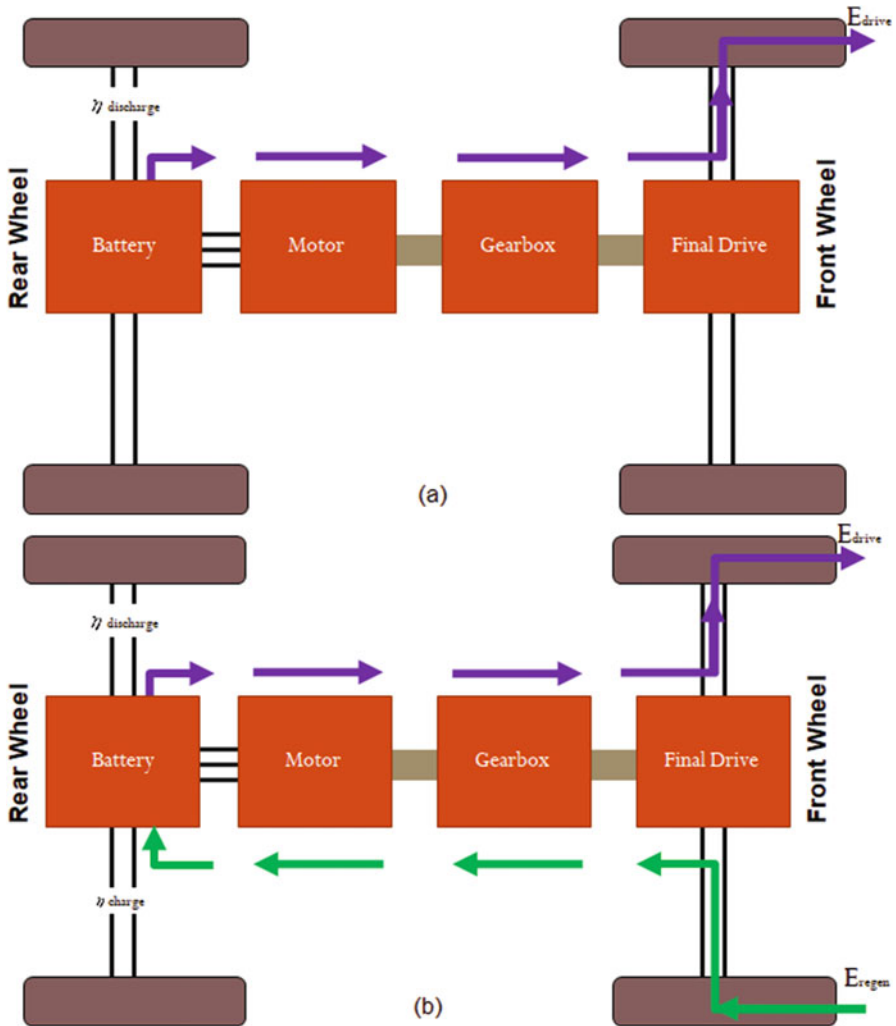 Edrive
η discharge
Rear Wheel
Battery
Motor
Gearbox
Final Drive
Front Wheel
(a)
Edrive
η discharge
Rear Wheel
Battery
Motor
Gearbox
Final Drive
Front Wheel
η charge
Eregen
(b)